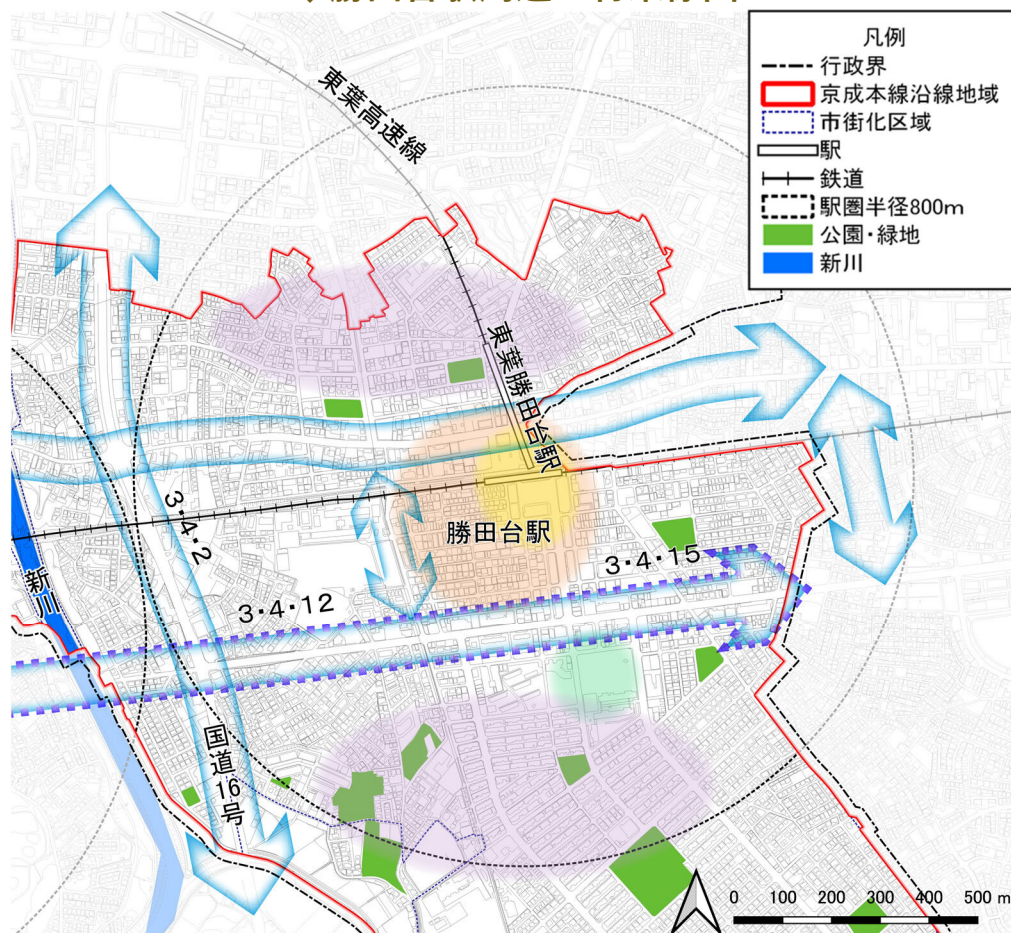 凡例
行政界
京成本線沿線地域
市街化区域
駅
鉄道
駅圏半径800m
公園・緑地
新川
東葉高速線
東葉勝田台駅
勝田台駅
3・4・2
3・4・15
3・4・12
新川
国道16号
0 100 200 300 400 500 m